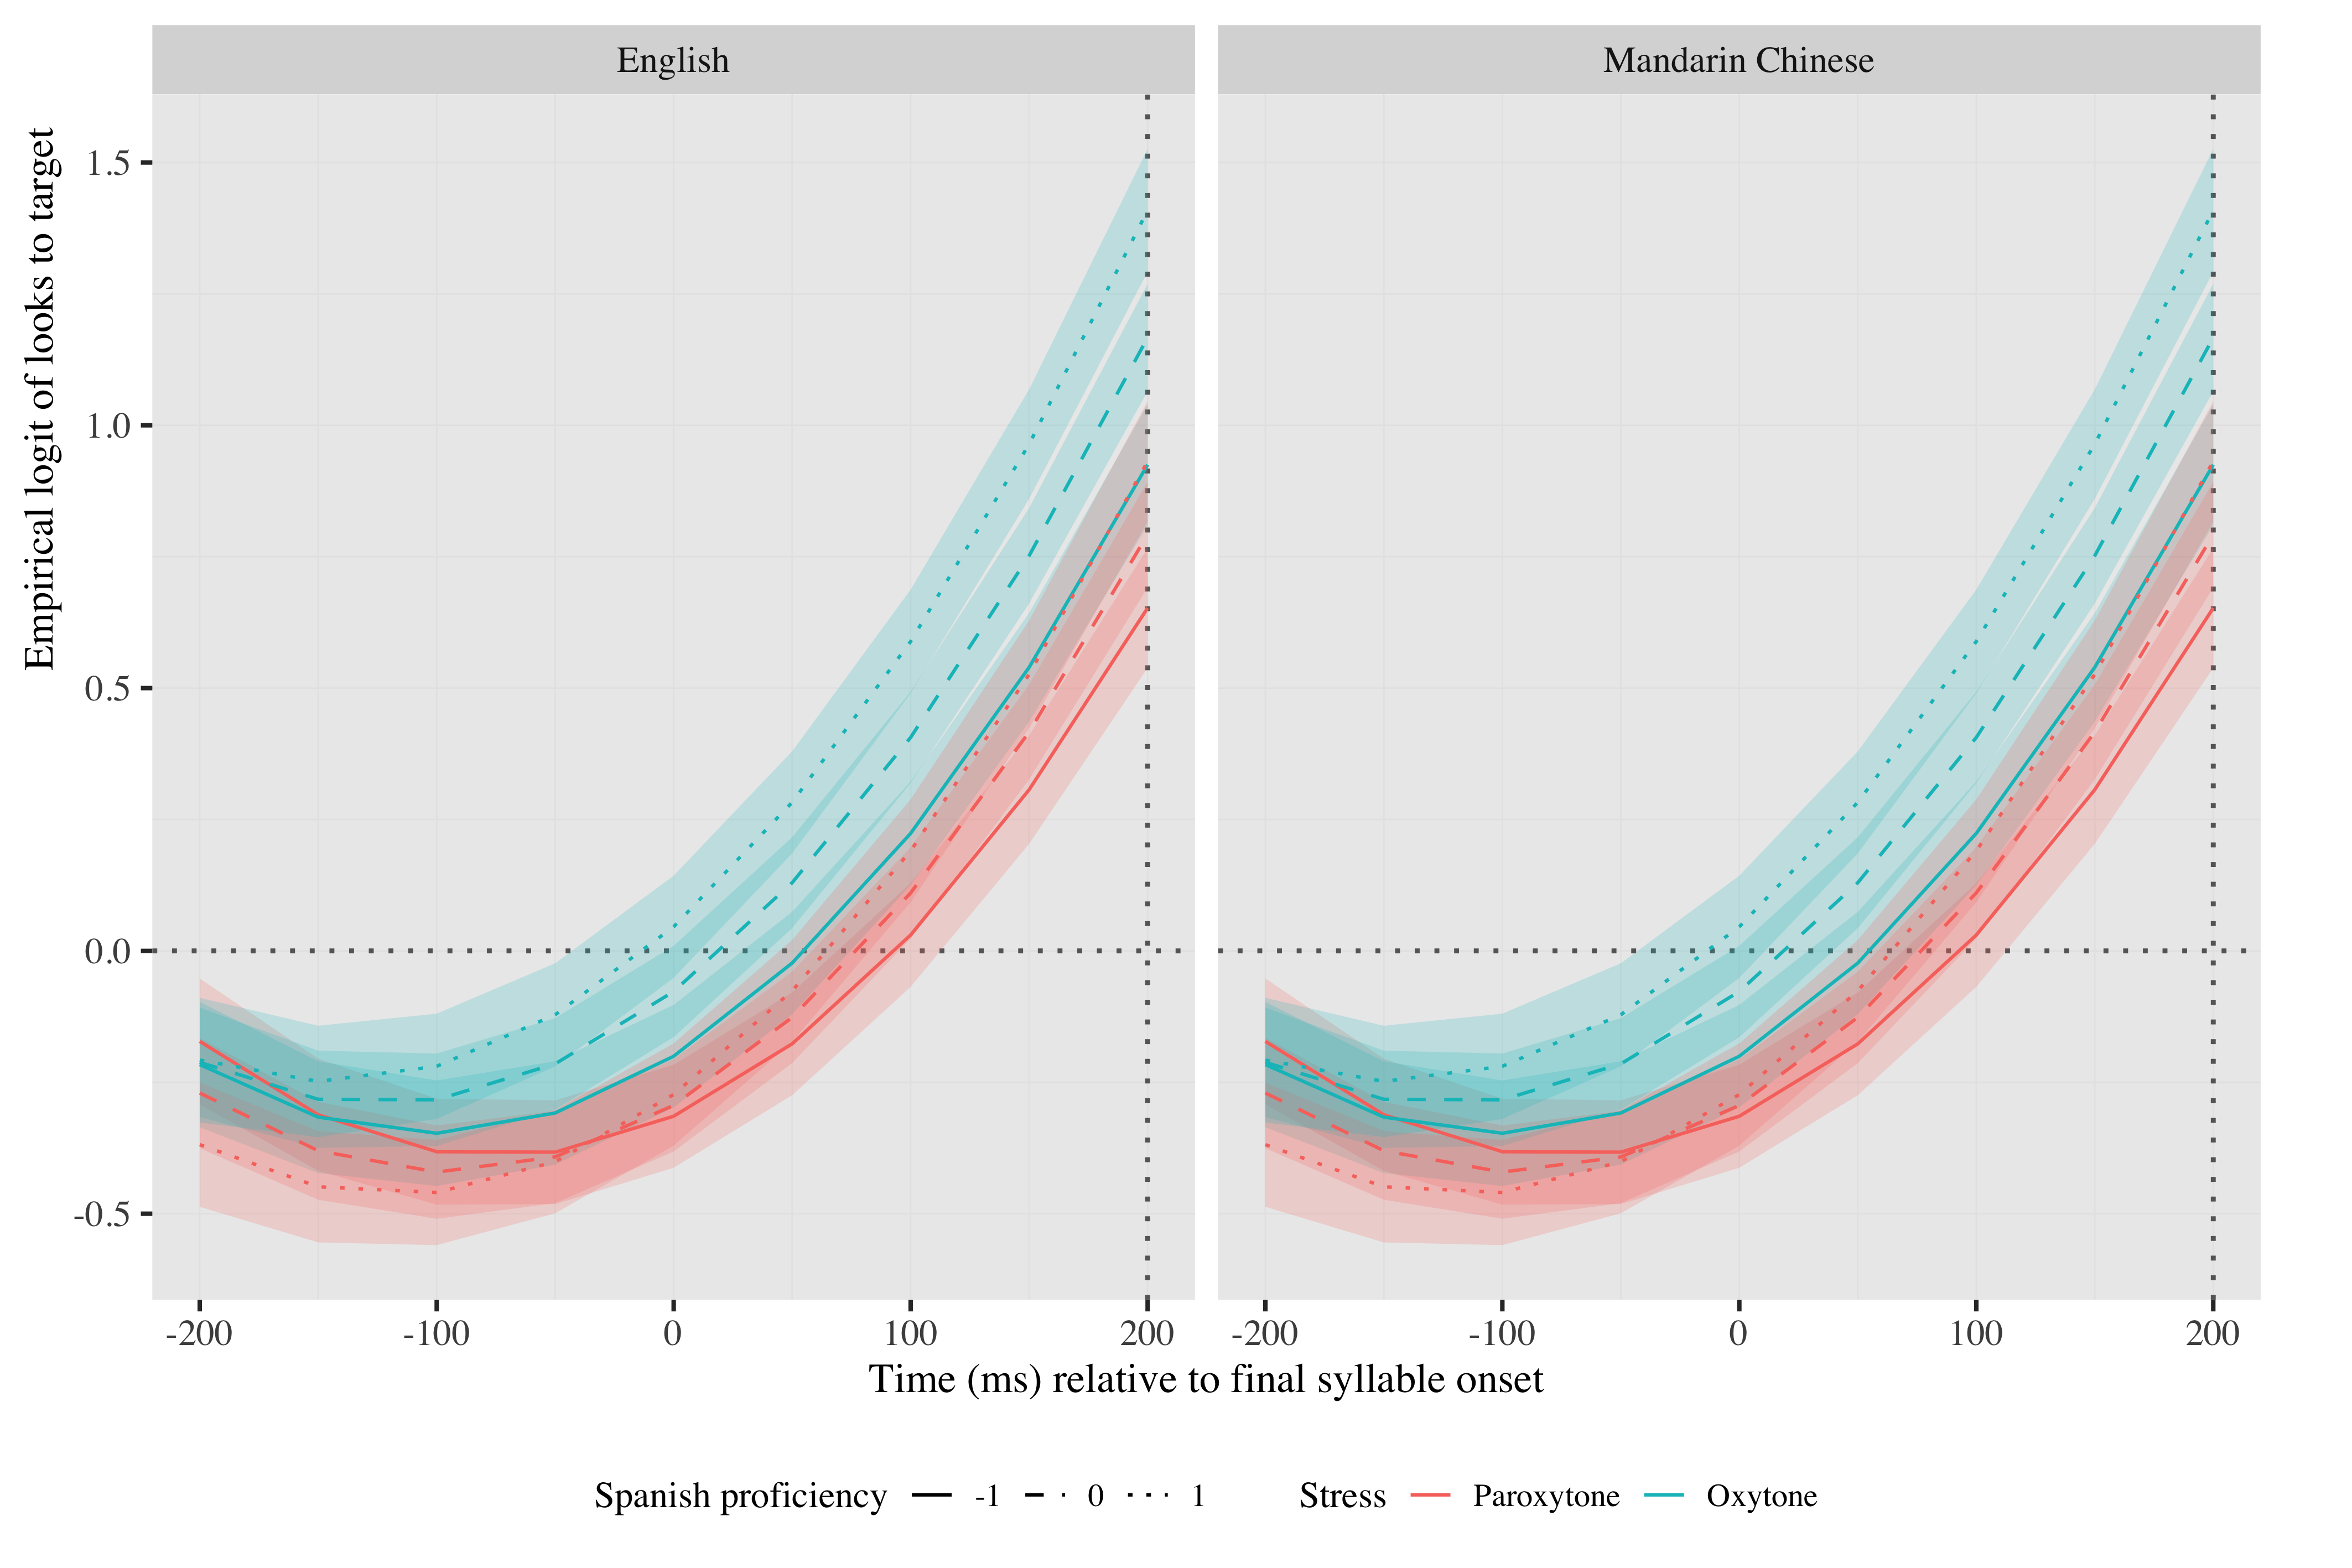 English
Mandarin Chinese
Empirical logit of looks to target
1.5
1.0
0.5
0.0
-0.5
-200 -100 0 100 200
-200 -100 0 100 200
Time (ms) relative to final syllable onset
Spanish proficiency -1 0 1 Stress Paroxytone Oxytone